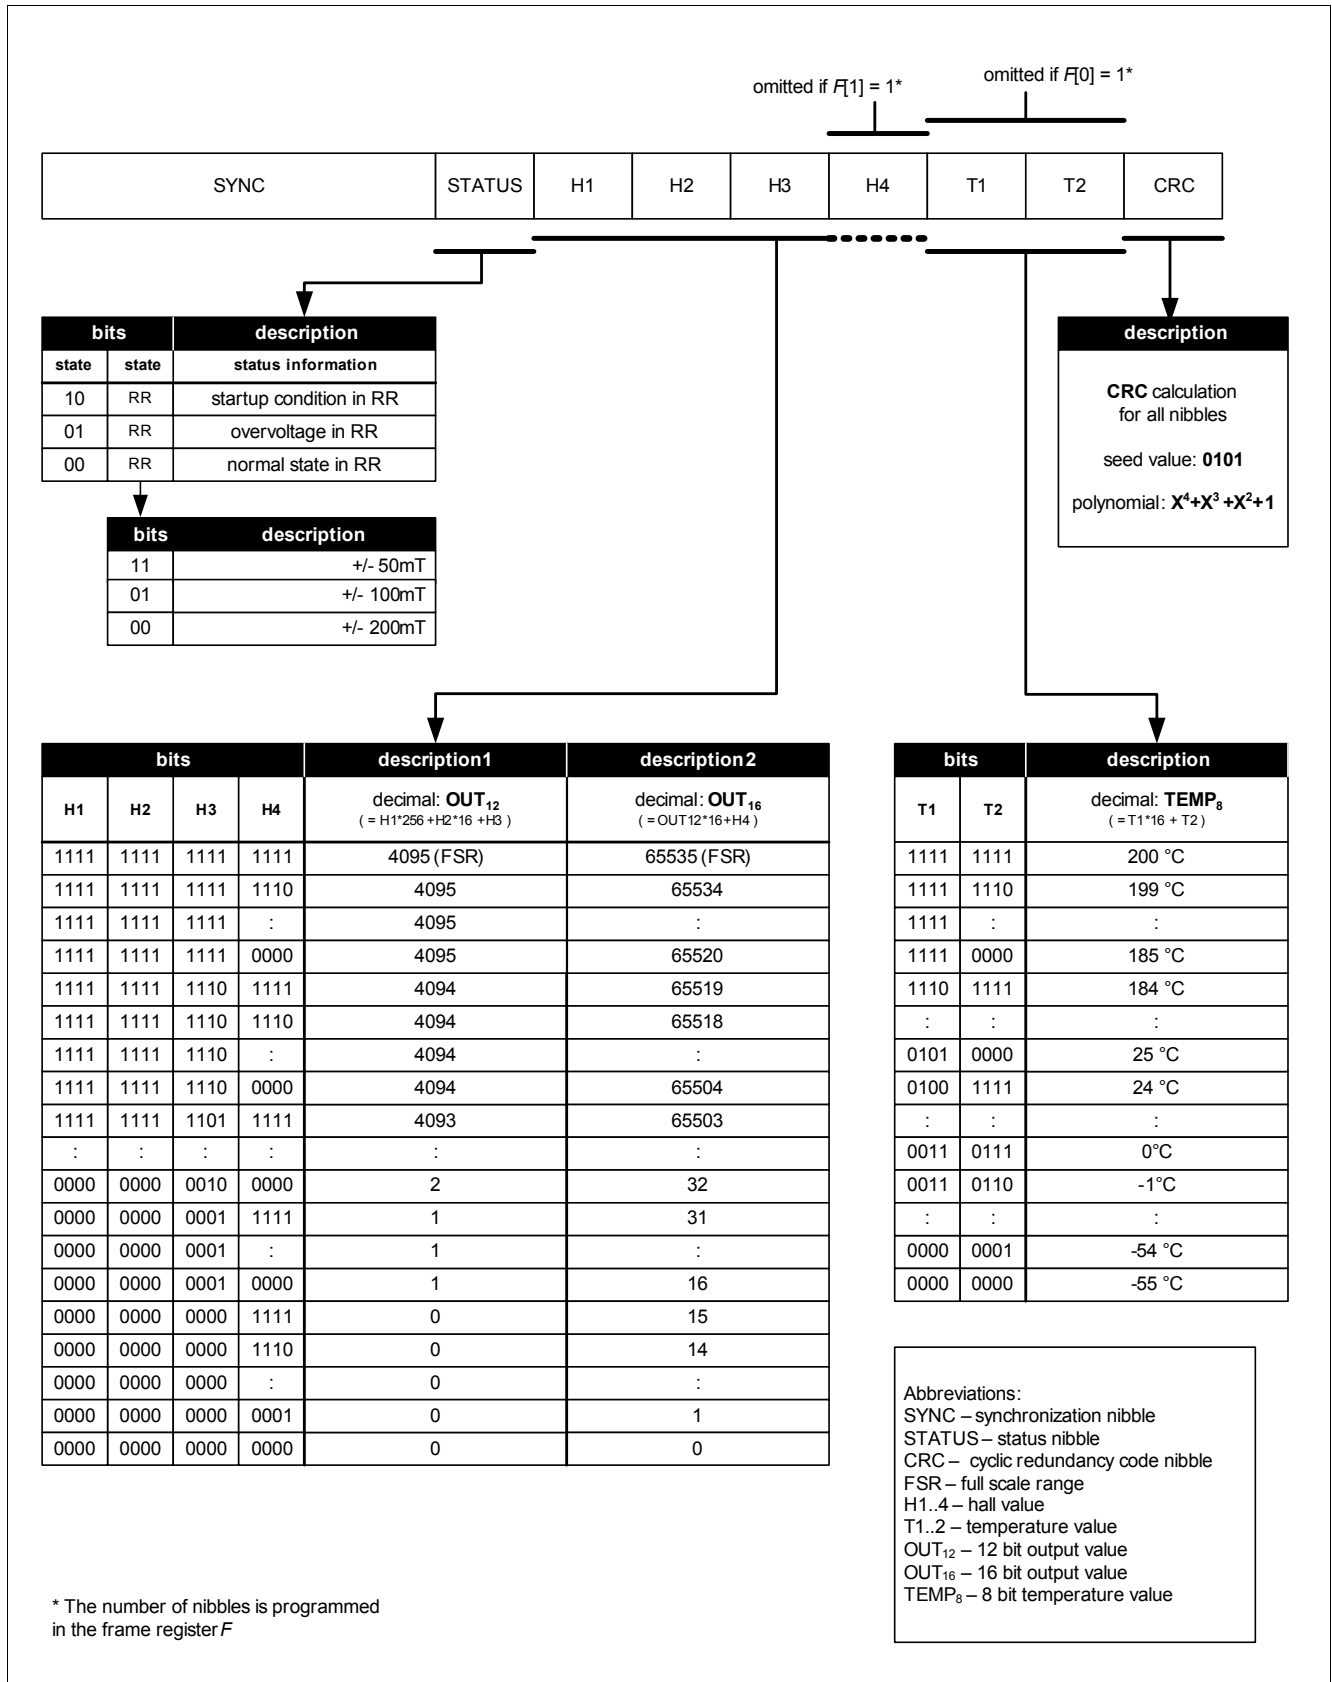 omitted if F[1] = 1*
omitted if F[0] = 1*
SYNC STATUS H1 H2 H3 H4 T1 T2 CRC
bits description
state state status information
10 RR startup condition in RR
01 RR overvoltage in RR
00 RR normal state in RR
bits description
11 +/- 50mT
01 +/- 100mT
00 +/- 200mT
description
CRC calculation
for all nibbles
seed value: 0101
polynomial: X⁴+X³+X²+1
bits description1 description2
H1 H2 H3 H4 decimal: OUT₁₂ decimal: OUT₁₆
( = H1*256 +H2*16 +H3 ) ( =OUT12*16+H4 )
1111 1111 1111 1111 4095 (FSR) 65535 (FSR)
1111 1111 1111 1110 4095 65534
1111 1111 1111 : 4095 :
1111 1111 1111 0000 4095 65520
1111 1111 1110 1111 4094 65519
1111 1111 1110 1110 4094 65518
1111 1111 1110 : 4094 :
1111 1111 1110 0000 4094 65504
1111 1111 1101 1111 4093 65503
: : : : : :
0000 0000 0010 0000 2 32
0000 0000 0001 1111 1 31
0000 0000 0001 : 1 :
0000 0000 0001 0000 1 16
0000 0000 0000 1111 0 15
0000 0000 0000 1110 0 14
0000 0000 0000 : 0 :
0000 0000 0000 0001 0 1
0000 0000 0000 0000 0 0
bits description
T1 T2 decimal: TEMP₈
( =T1*16 + T2 )
1111 1111 200 °C
1111 1110 199 °C
1111 : :
1111 0000 185 °C
1110 1111 184 °C
: : :
0101 0000 25 °C
0100 1111 24 °C
: : :
0011 0111 0°C
0011 0110 -1°C
: : :
0000 0001 -54 °C
0000 0000 -55 °C
Abbreviations:
SYNC – synchronization nibble
STATUS – status nibble
CRC – cyclic redundancy code nibble
FSR – full scale range
H1..4 – hall value
T1..2 – temperature value
OUT₁₂ – 12 bit output value
OUT₁₆ – 16 bit output value
TEMP₈ – 8 bit temperature value
* The number of nibbles is programmed
in the frame register F